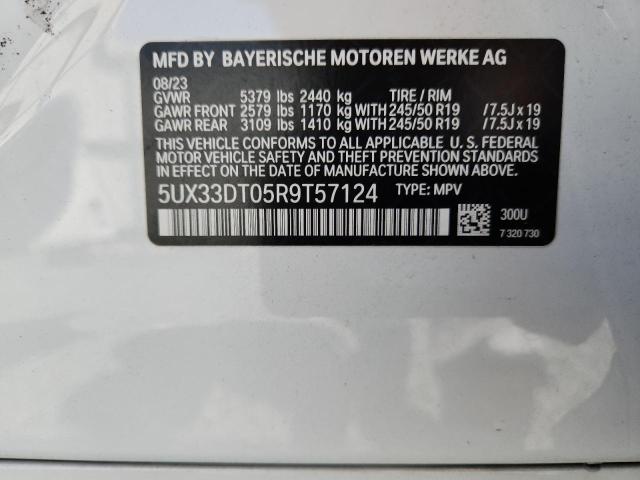 MFD BY BAYERISCHE MOTOREN WERKE AG
08/23
GVWR 5379 lbs 2440 kg TIRE / RIM
GAWR FRONT 2579 lbs 1170 kg WITH 245/50 R19 / 7.5J x 19
GAWR REAR 3109 lbs 1410 kg WITH 245/50 R19 / 7.5J x 19
THIS VEHICLE CONFORMS TO ALL APPLICABLE U. S. FEDERAL
MOTOR VEHICLE SAFETY, BUMPER, AND THEFT PREVENTION
STANDARDS IN EFFECT ON THE DATE OF MANUFACTURE SHOWN ABOVE.
5UX33DT05R9T57124 TYPE: MPV
300U
7 320 730